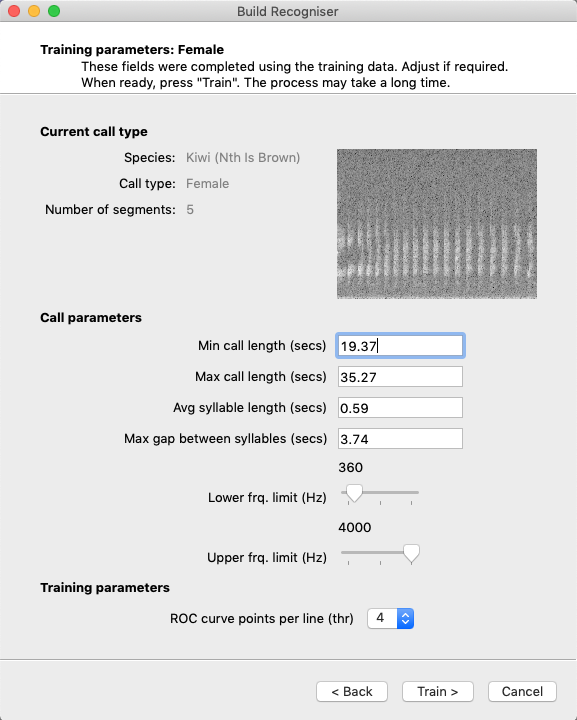 Build Recogniser
Training parameters: Female
These fields were completed using the training data. Adjust if required.
When ready, press "Train". The process may take a long time.
Current call type
Species: Kiwi (Nth Is Brown)
Call type: Female
Number of segments: 5
Call parameters
Min call length (secs) 19.37
Max call length (secs) 35.27
Avg syllable length (secs) 0.59
Max gap between syllables (secs) 3.74
360
Lower frq. limit (Hz)
4000
Upper frq. limit (Hz)
Training parameters
ROC curve points per line (thr) 4
< Back Train > Cancel